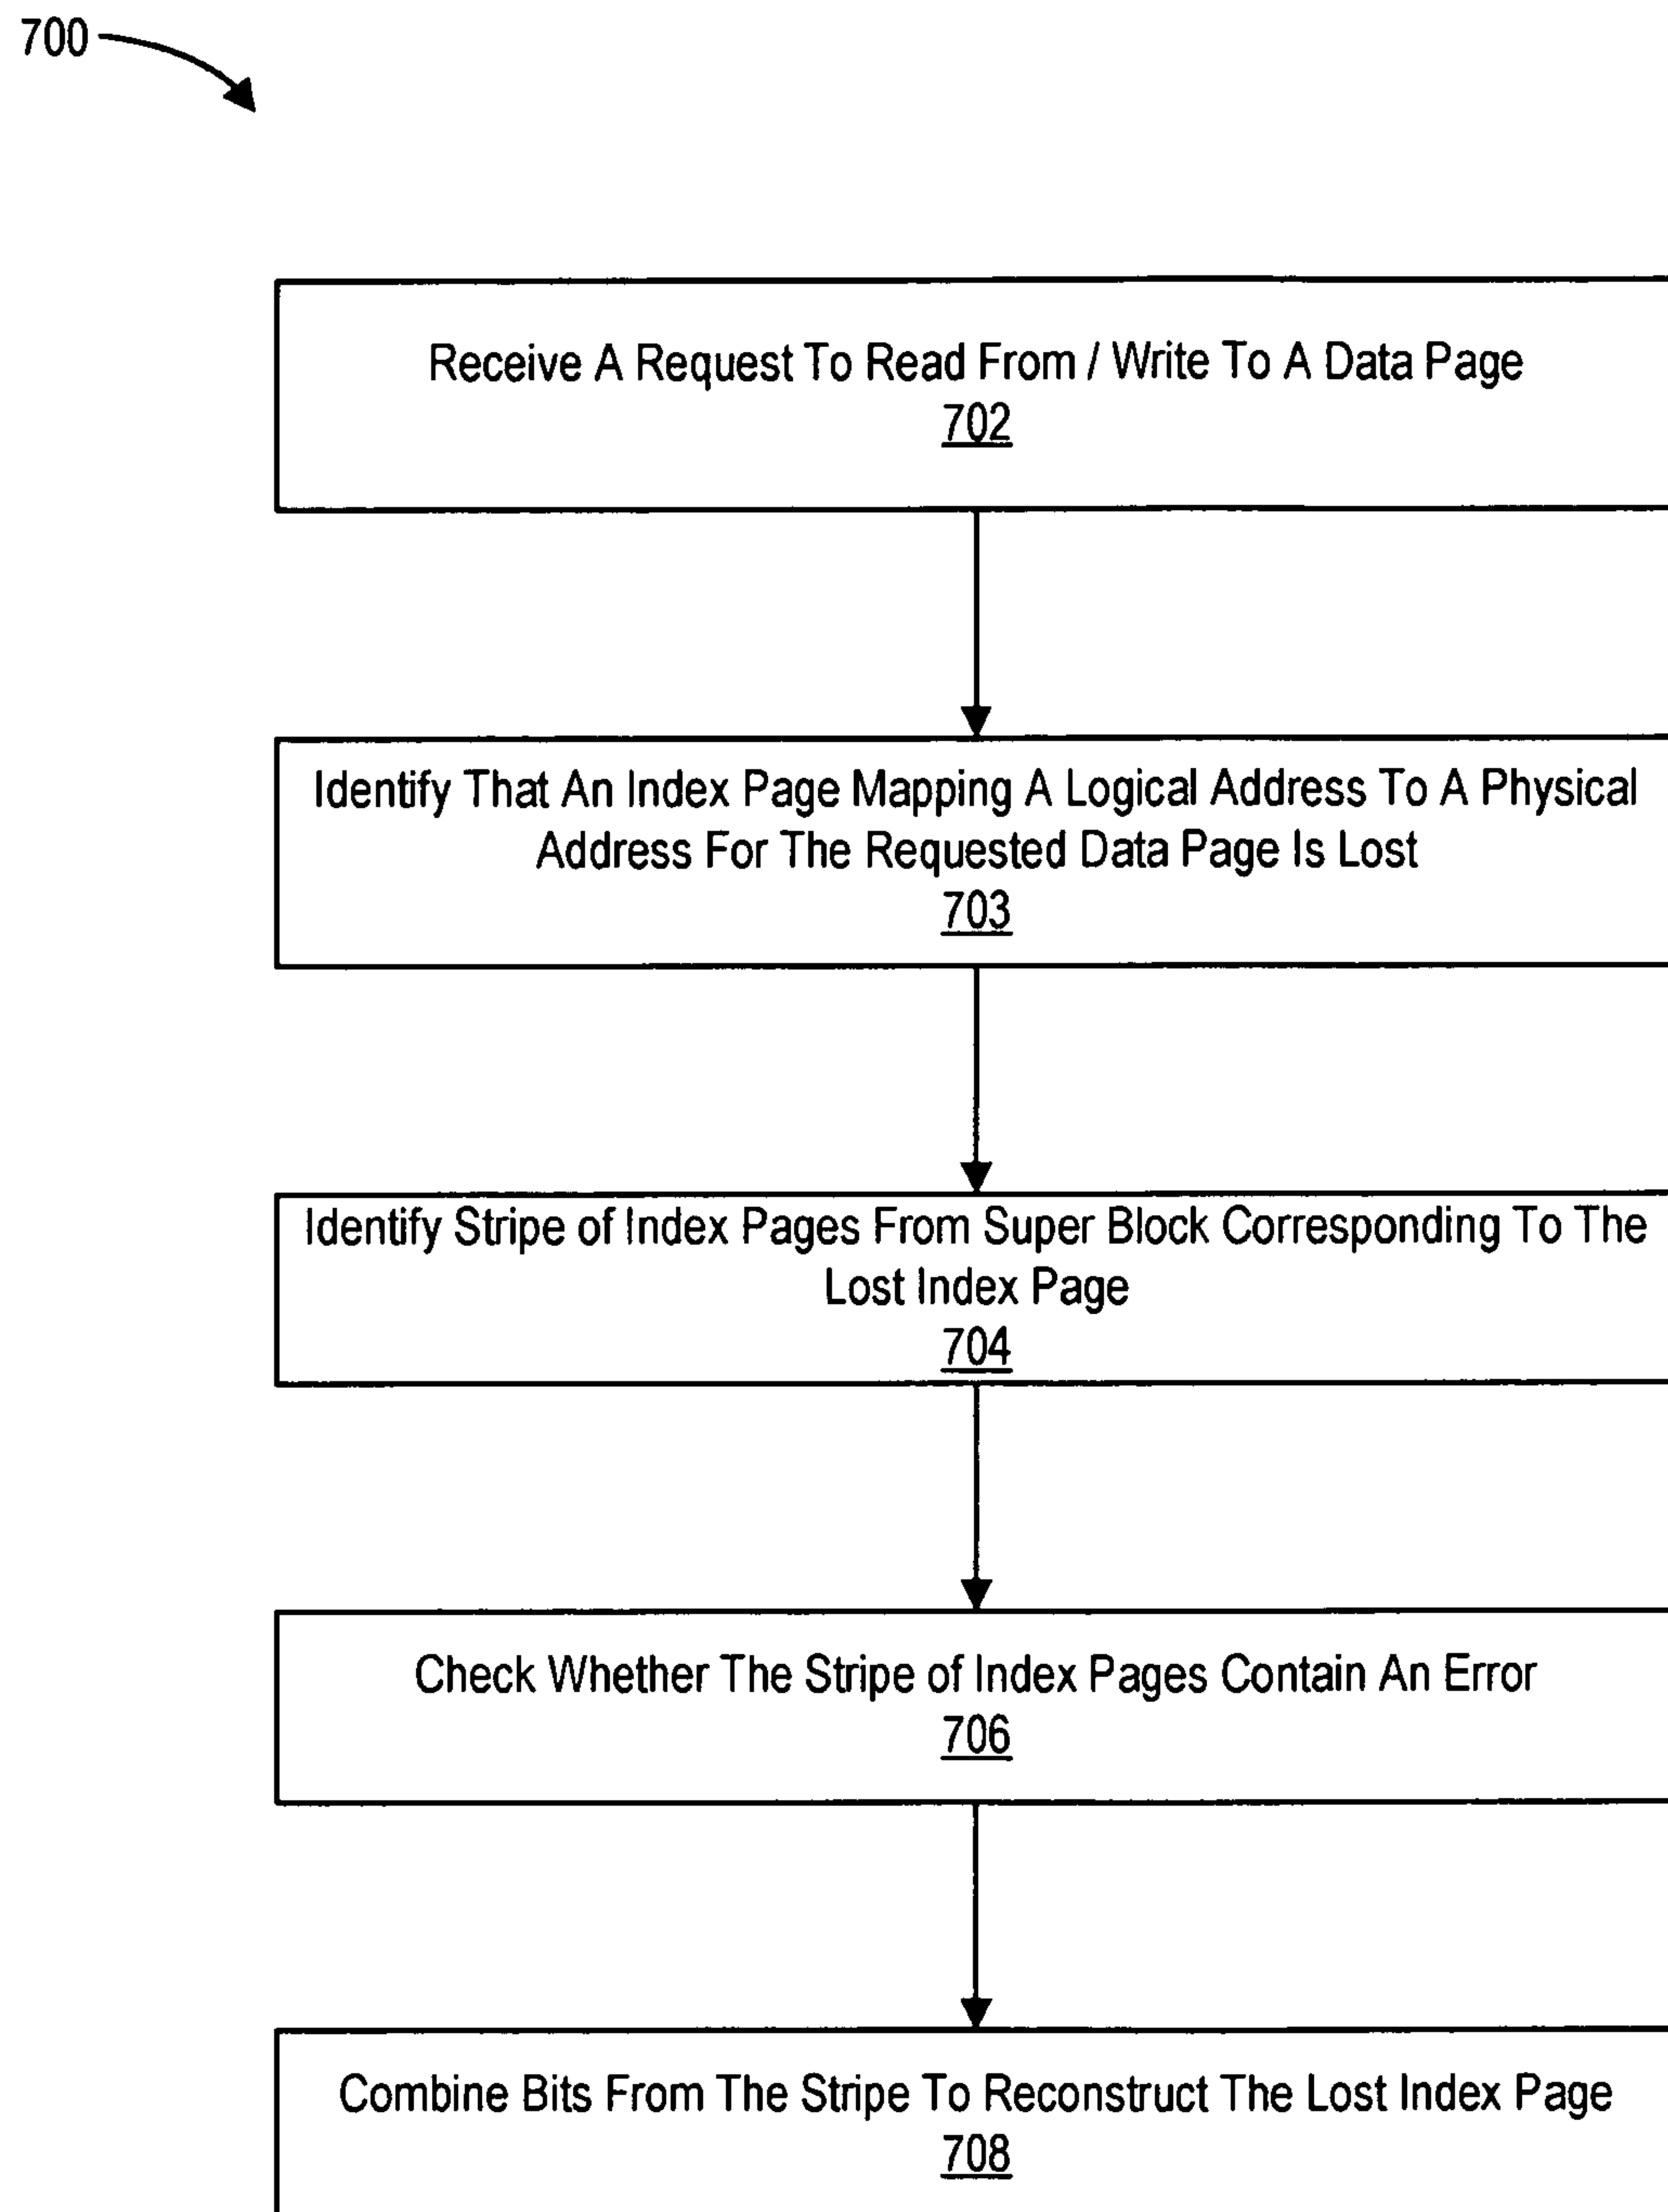 700
Receive A Request To Read From / Write To A Data Page
702
Identify That An Index Page Mapping A Logical Address To A Physical
Address For The Requested Data Page Is Lost
703
Identify Stripe of Index Pages From Super Block Corresponding To The
Lost Index Page
704
Check Whether The Stripe of Index Pages Contain An Error
706
Combine Bits From The Stripe To Reconstruct The Lost Index Page
708